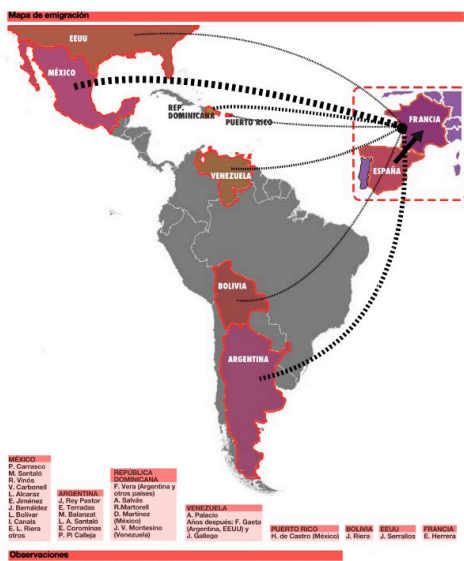 Mapa de emigración
EEUU
MÉXICO
REP.
DOMINICANA
PUERTO RICO
FRANCIA
ESPAÑA
VENEZUELA
BOLIVIA
ARGENTINA
MÉXICO
P. Carrasco
M. Santaló
R. Vinós
V. Carbonell
L. Alcaraz
E. Jiménez
J. Bernáldez
L. Bolívar
I. Canals
E. L. Riera
otros
ARGENTINA
J, Rey Pastor
E. Terradas
M. Balanzat
L. A. Santaló
E. Corominas
P. Pi Calleja
REPÚBLICA
DOMINICANA
F. Vera (Argentina y
otros países)
A. Salvás
R.Martorell
D. Martinez
(México)
J. V. Montesino
(Venezuela)
VENEZUELA
A. Palacio
Años después: F. Gaeta
(Argentina, EEUU) y
J. Gallego
PUERTO RICO
H. de Castro (México)
BOLIVIA
J. Riera
EEUU
J. Serrallos
FRANCIA
E. Herrera
Observaciones